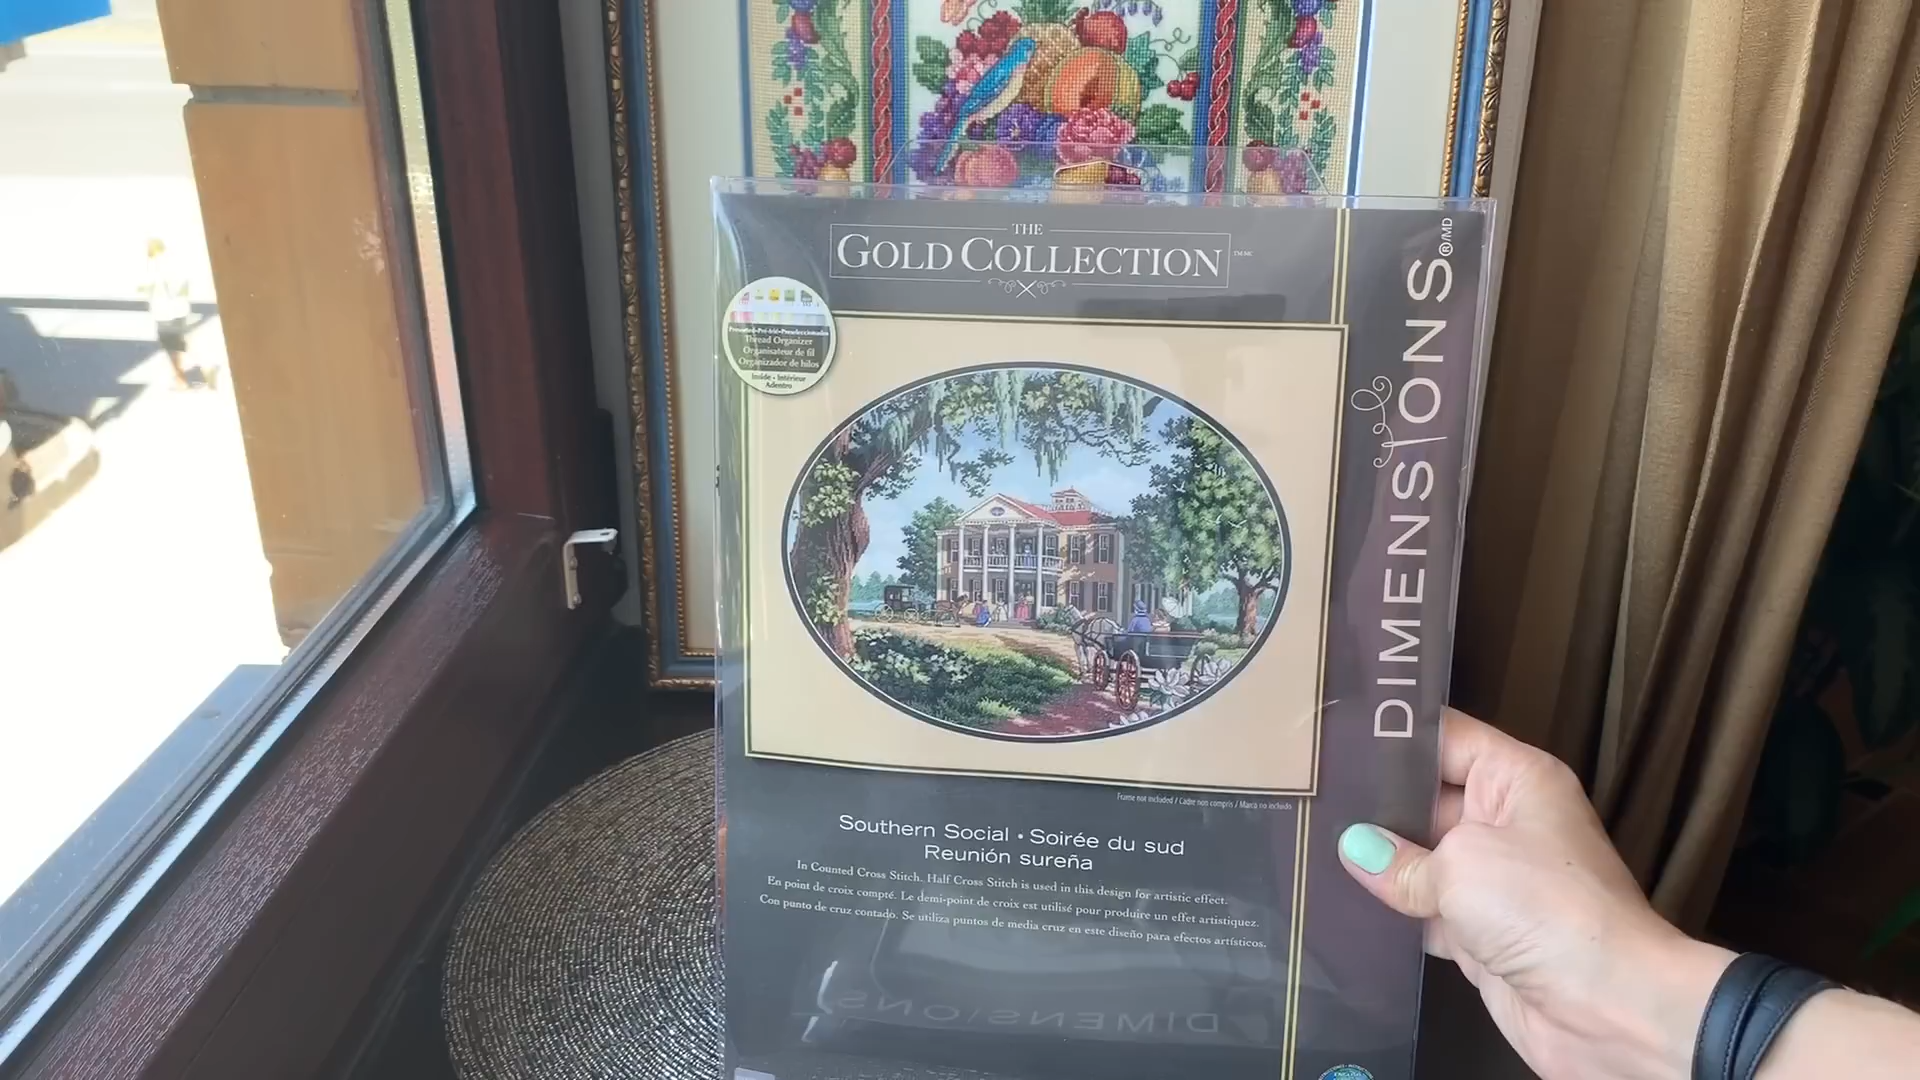 THE
GOLD COLLECTION
DIMENSIONS®/MD
Thread Organizer
Organisateur de fil
Organizador de hilos
Inside • Intérieur
Adentro
Frame not included / Cadre non compris / Marco no incluido
Southern Social • Soirée du sud
Reunión sureña
In Counted Cross Stitch. Half Cross Stitch is used in this design for artistic effect.
En point de croix compté. Le demi-point de croix est utilisé pour produire un effet artistiquez.
Con punto de cruz contado. Se utiliza puntos de media cruz en este diseño para efectos artísticos.
DIMENSIONS